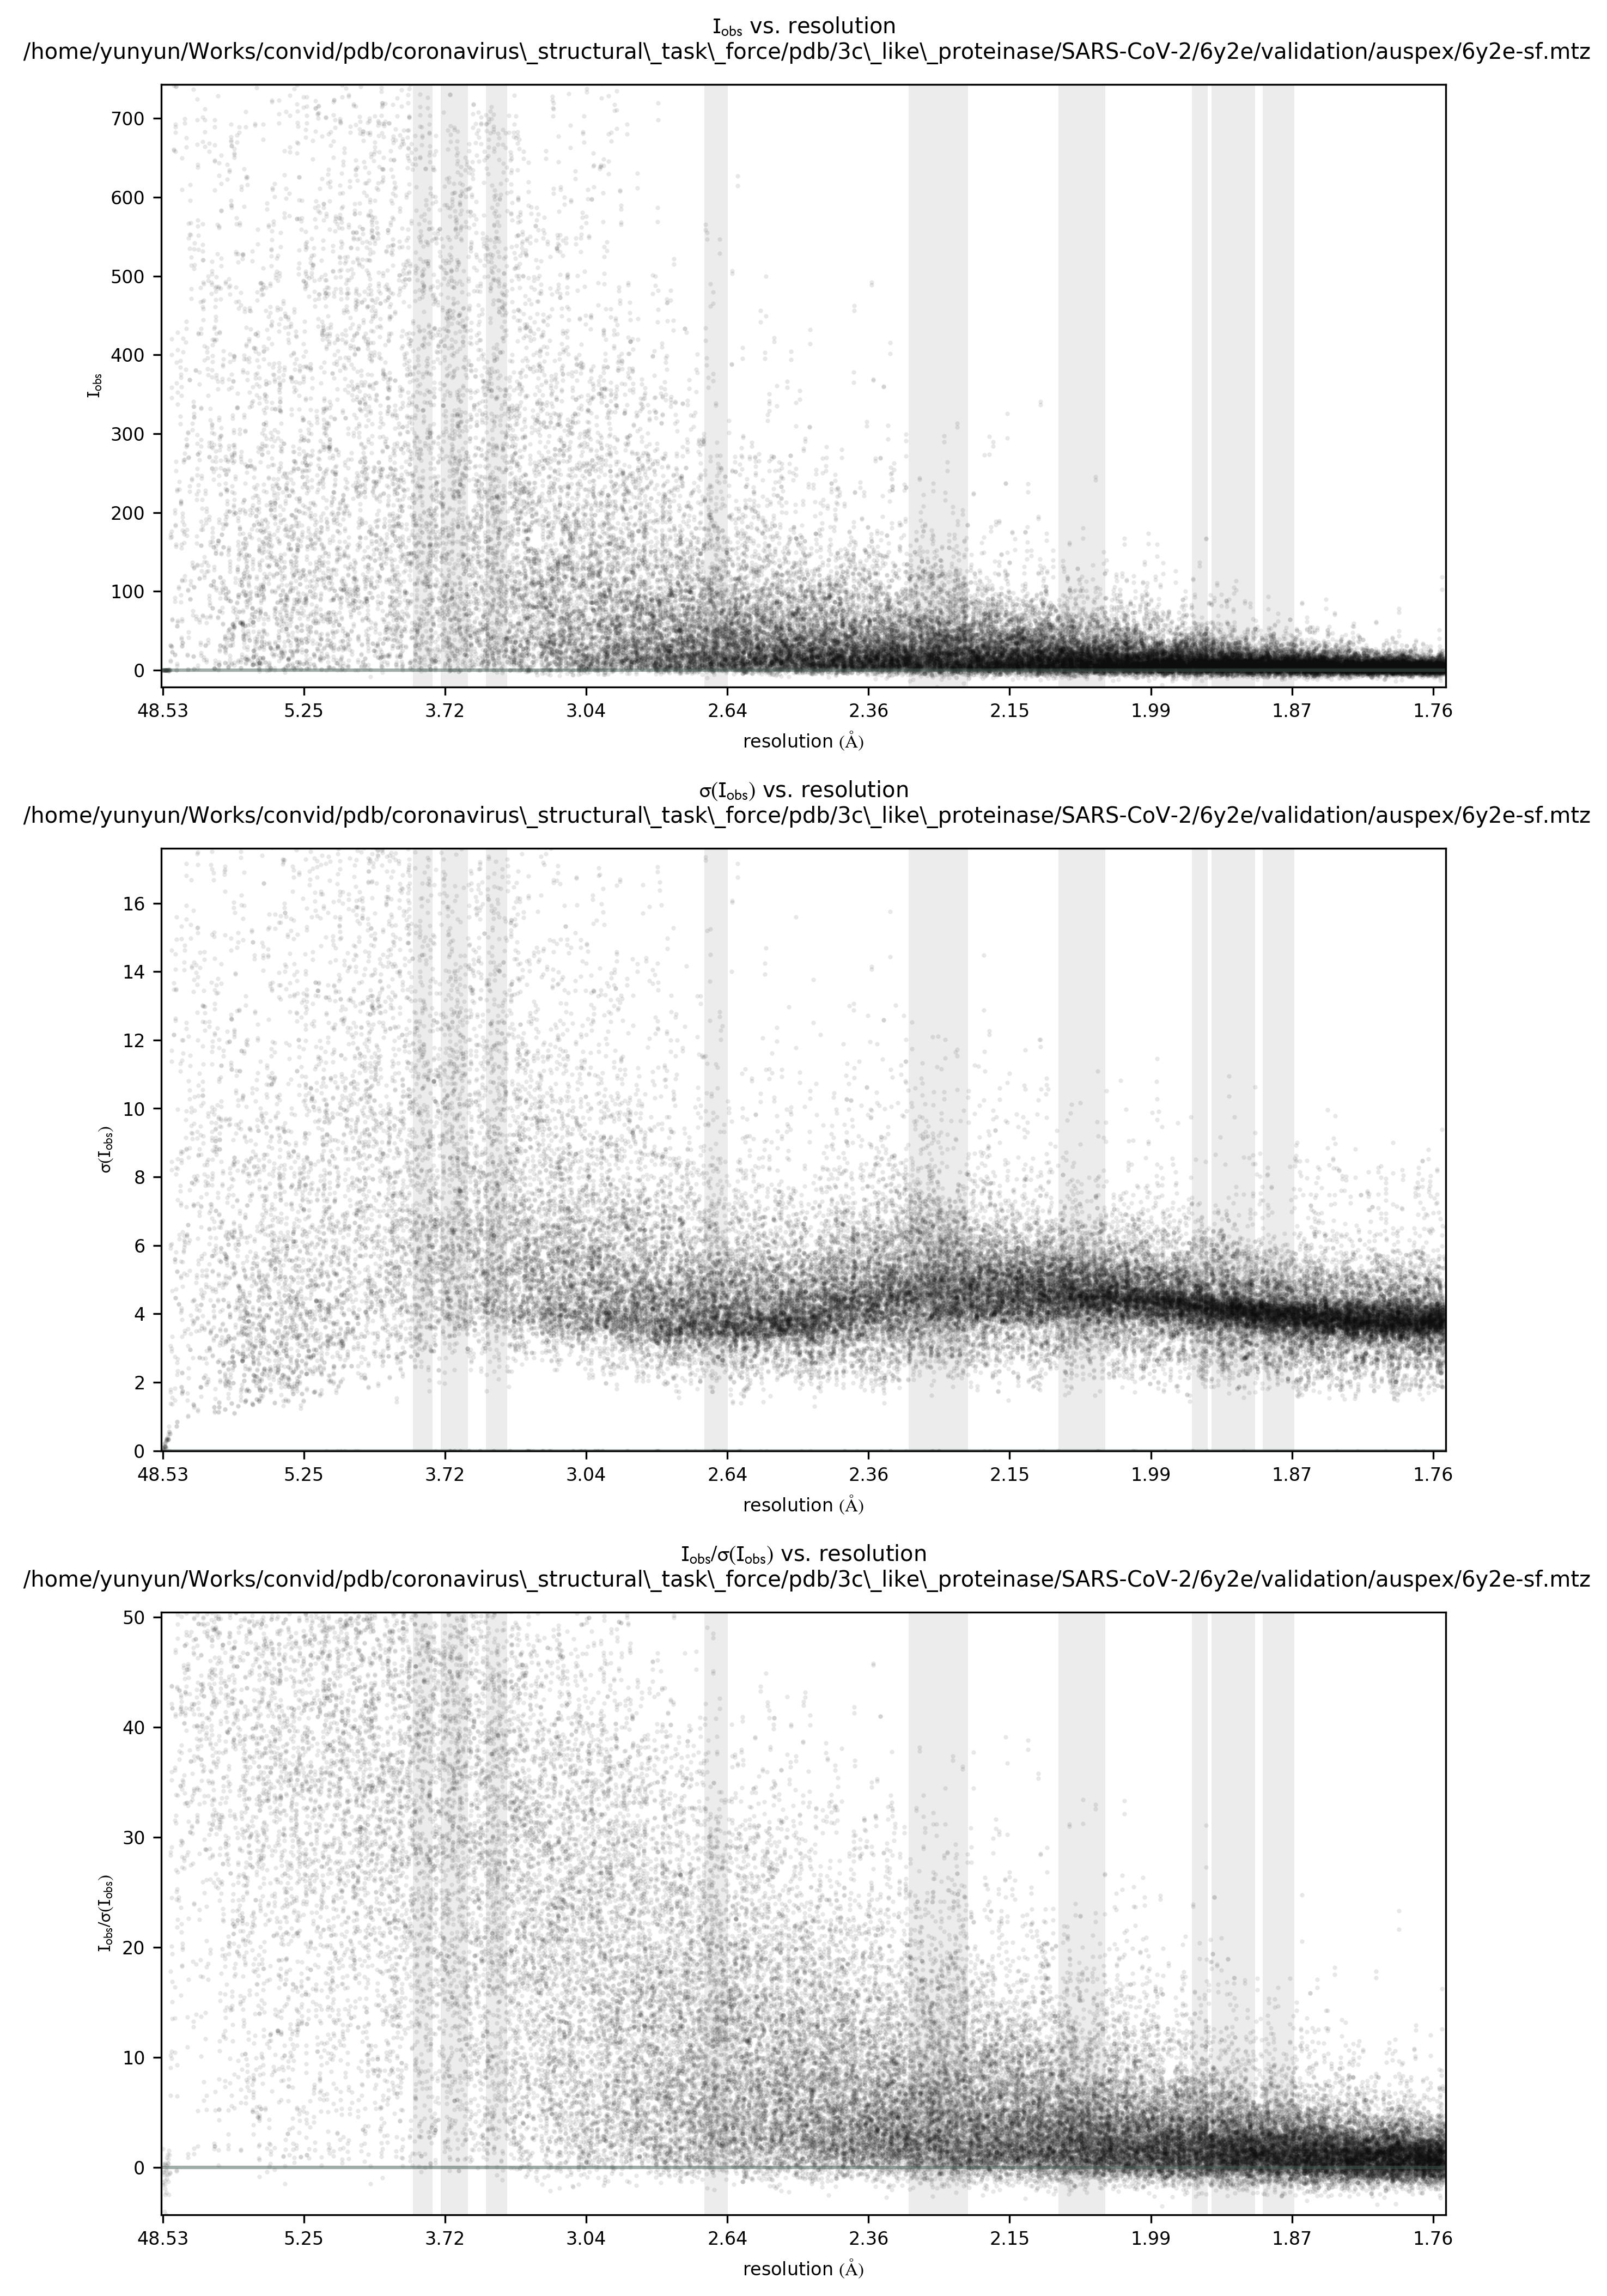 Iobs vs. resolution
/home/yunyun/Works/convid/pdb/coronavirus\_structural\_task\_force/pdb/3c\_like\_proteinase/SARS-CoV-2/6y2e/validation/auspex/6y2e-sf.mtz
700
600
500
400
300
200
100
0
Iobs
48.53 5.25 3.72 3.04 2.64 2.36 2.15 1.99 1.87 1.76
resolution (Å)
σ(Iobs) vs. resolution
/home/yunyun/Works/convid/pdb/coronavirus\_structural\_task\_force/pdb/3c\_like\_proteinase/SARS-CoV-2/6y2e/validation/auspex/6y2e-sf.mtz
16
14
12
10
8
6
4
2
0
σ(Iobs)
48.53 5.25 3.72 3.04 2.64 2.36 2.15 1.99 1.87 1.76
resolution (Å)
Iobs/σ(Iobs) vs. resolution
/home/yunyun/Works/convid/pdb/coronavirus\_structural\_task\_force/pdb/3c\_like\_proteinase/SARS-CoV-2/6y2e/validation/auspex/6y2e-sf.mtz
50
40
30
20
10
0
Iobs/σ(Iobs)
48.53 5.25 3.72 3.04 2.64 2.36 2.15 1.99 1.87 1.76
resolution (Å)